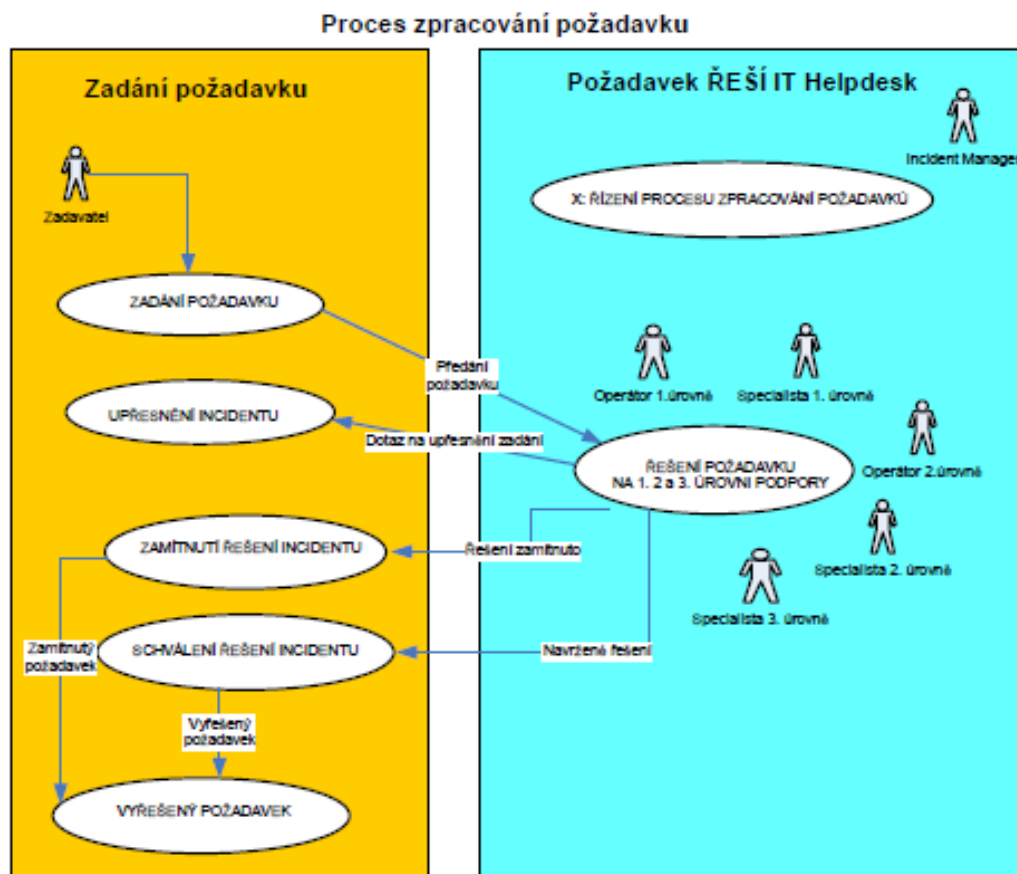 Proces zpracování požadavku
Zadání požadavku
Zadavatel
ZADÁNÍ POŽADAVKU
UPŘESNĚNÍ INCIDENTU
ZAMÍTNUTÍ ŘEŠENÍ INCIDENTU
SCHVÁLENÍ ŘEŠENÍ INCIDENTU
Zamítnutý
požadavek
Vyřešený
požadavek
VYŘEŠENÝ POŽADAVEK
Předání
požadavku
Dotaz na upřesnění zadání
Řešení zamítnuto
Navržené řešení
Požadavek ŘEŠÍ IT Helpdesk
Incident Manager
X: ŘÍZENÍ PROCESU ZPRACOVÁNÍ POŽADAVKŮ
Operátor 1.úrovně
Specialista 1. úrovně
Operátor 2.úrovně
ŘEŠENÍ POŽADAVKU
NA 1. 2 a 3. ÚROVNI PODPORY
Specialista 2. úrovně
Specialista 3. úrovně